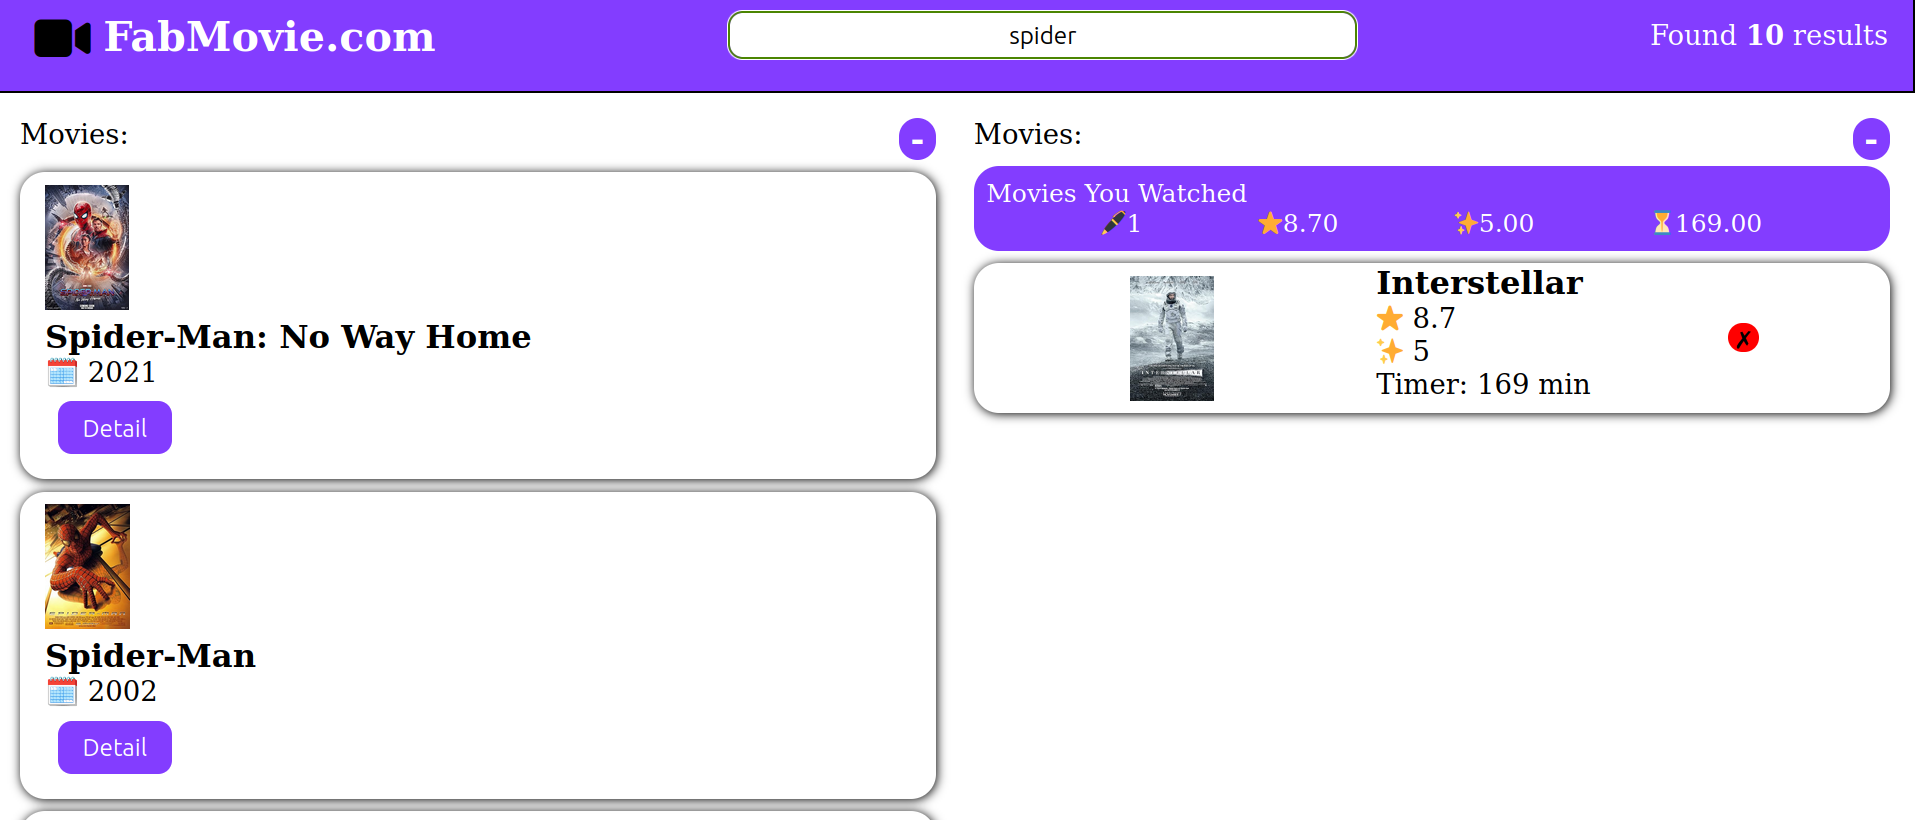 FabMovie.com
spider
Found 10 results
Movies:
-
Spider-Man: No Way Home
🗓️ 2021
Detail
Spider-Man
🗓️ 2002
Detail
Movies:
-
Movies You Watched
🖋️1 ⭐8.70 ✨5.00 ⏳169.00
INTERSTELLAR
Interstellar
⭐ 8.7
✨ 5
Timer: 169 min
✗